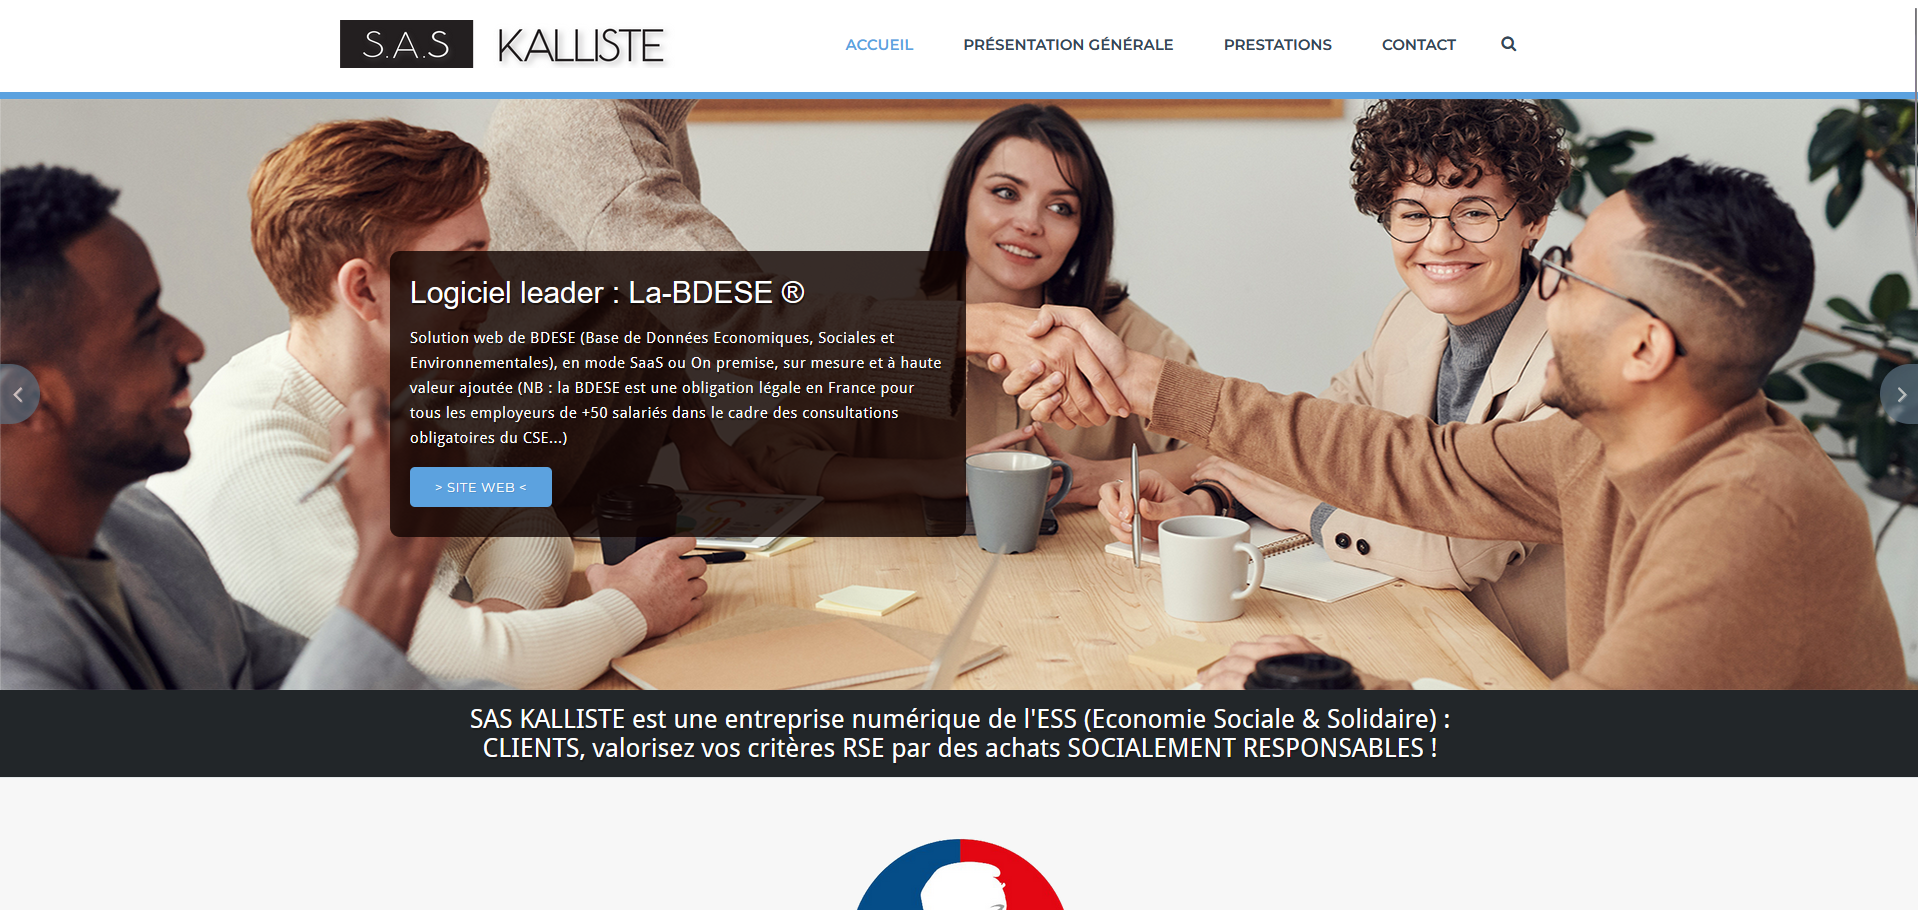 S.A.S KALLISTE
ACCUEIL PRÉSENTATION GÉNÉRALE PRESTATIONS CONTACT
Logiciel leader : La-BDESE ®
Solution web de BDESE (Base de Données Economiques, Sociales et
Environnementales), en mode SaaS ou On premise, sur mesure et à haute
valeur ajoutée (NB : la BDESE est une obligation légale en France pour
tous les employeurs de +50 salariés dans le cadre des consultations
obligatoires du CSE...)
> SITE WEB <
SAS KALLISTE est une entreprise numérique de l'ESS (Economie Sociale & Solidaire) :
CLIENTS, valorisez vos critères RSE par des achats SOCIALEMENT RESPONSABLES !